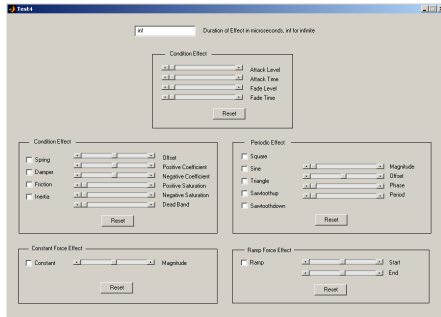 Test4
inf Duration of Effect in microseconds, inf for infinite
Condition Effect
Attack Level
Attack Time
Fade Level
Fade Time
Reset
Condition Effect
Spring
Damper
Friction
Inertia
Offset
Positive Coefficient
Negative Coefficient
Positive Saturation
Negative Saturation
Dead Band
Reset
Periodic Effect
Square
Sine
Triangle
Sawtoothup
Sawtoothdown
Magnitude
Offset
Phase
Period
Reset
Constant Force Effect
Constant
Magnitude
Reset
Ramp Force Effect
Ramp
Start
End
Reset